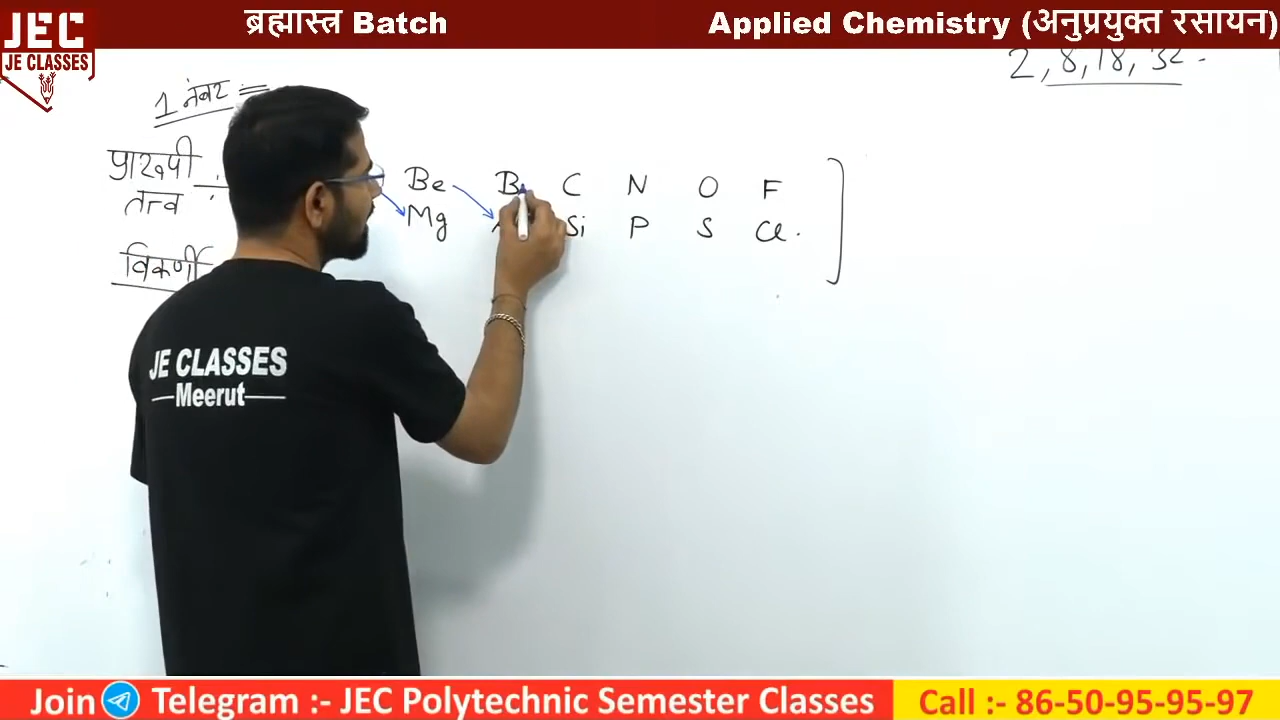 JEC
JE CLASSES
ब्रह्मास्त्र Batch
Applied Chemistry (अनुप्रयुक्त रसायन)
2, 8, 18, 32.
1 नंबर
प्रारूपी
तत्त्व
Be B C N O F
Mg Si P S Cl.
विकर्ण
JE CLASSES
Meerut
Join Telegram :- JEC Polytechnic Semester Classes
Call :- 86-50-95-95-97